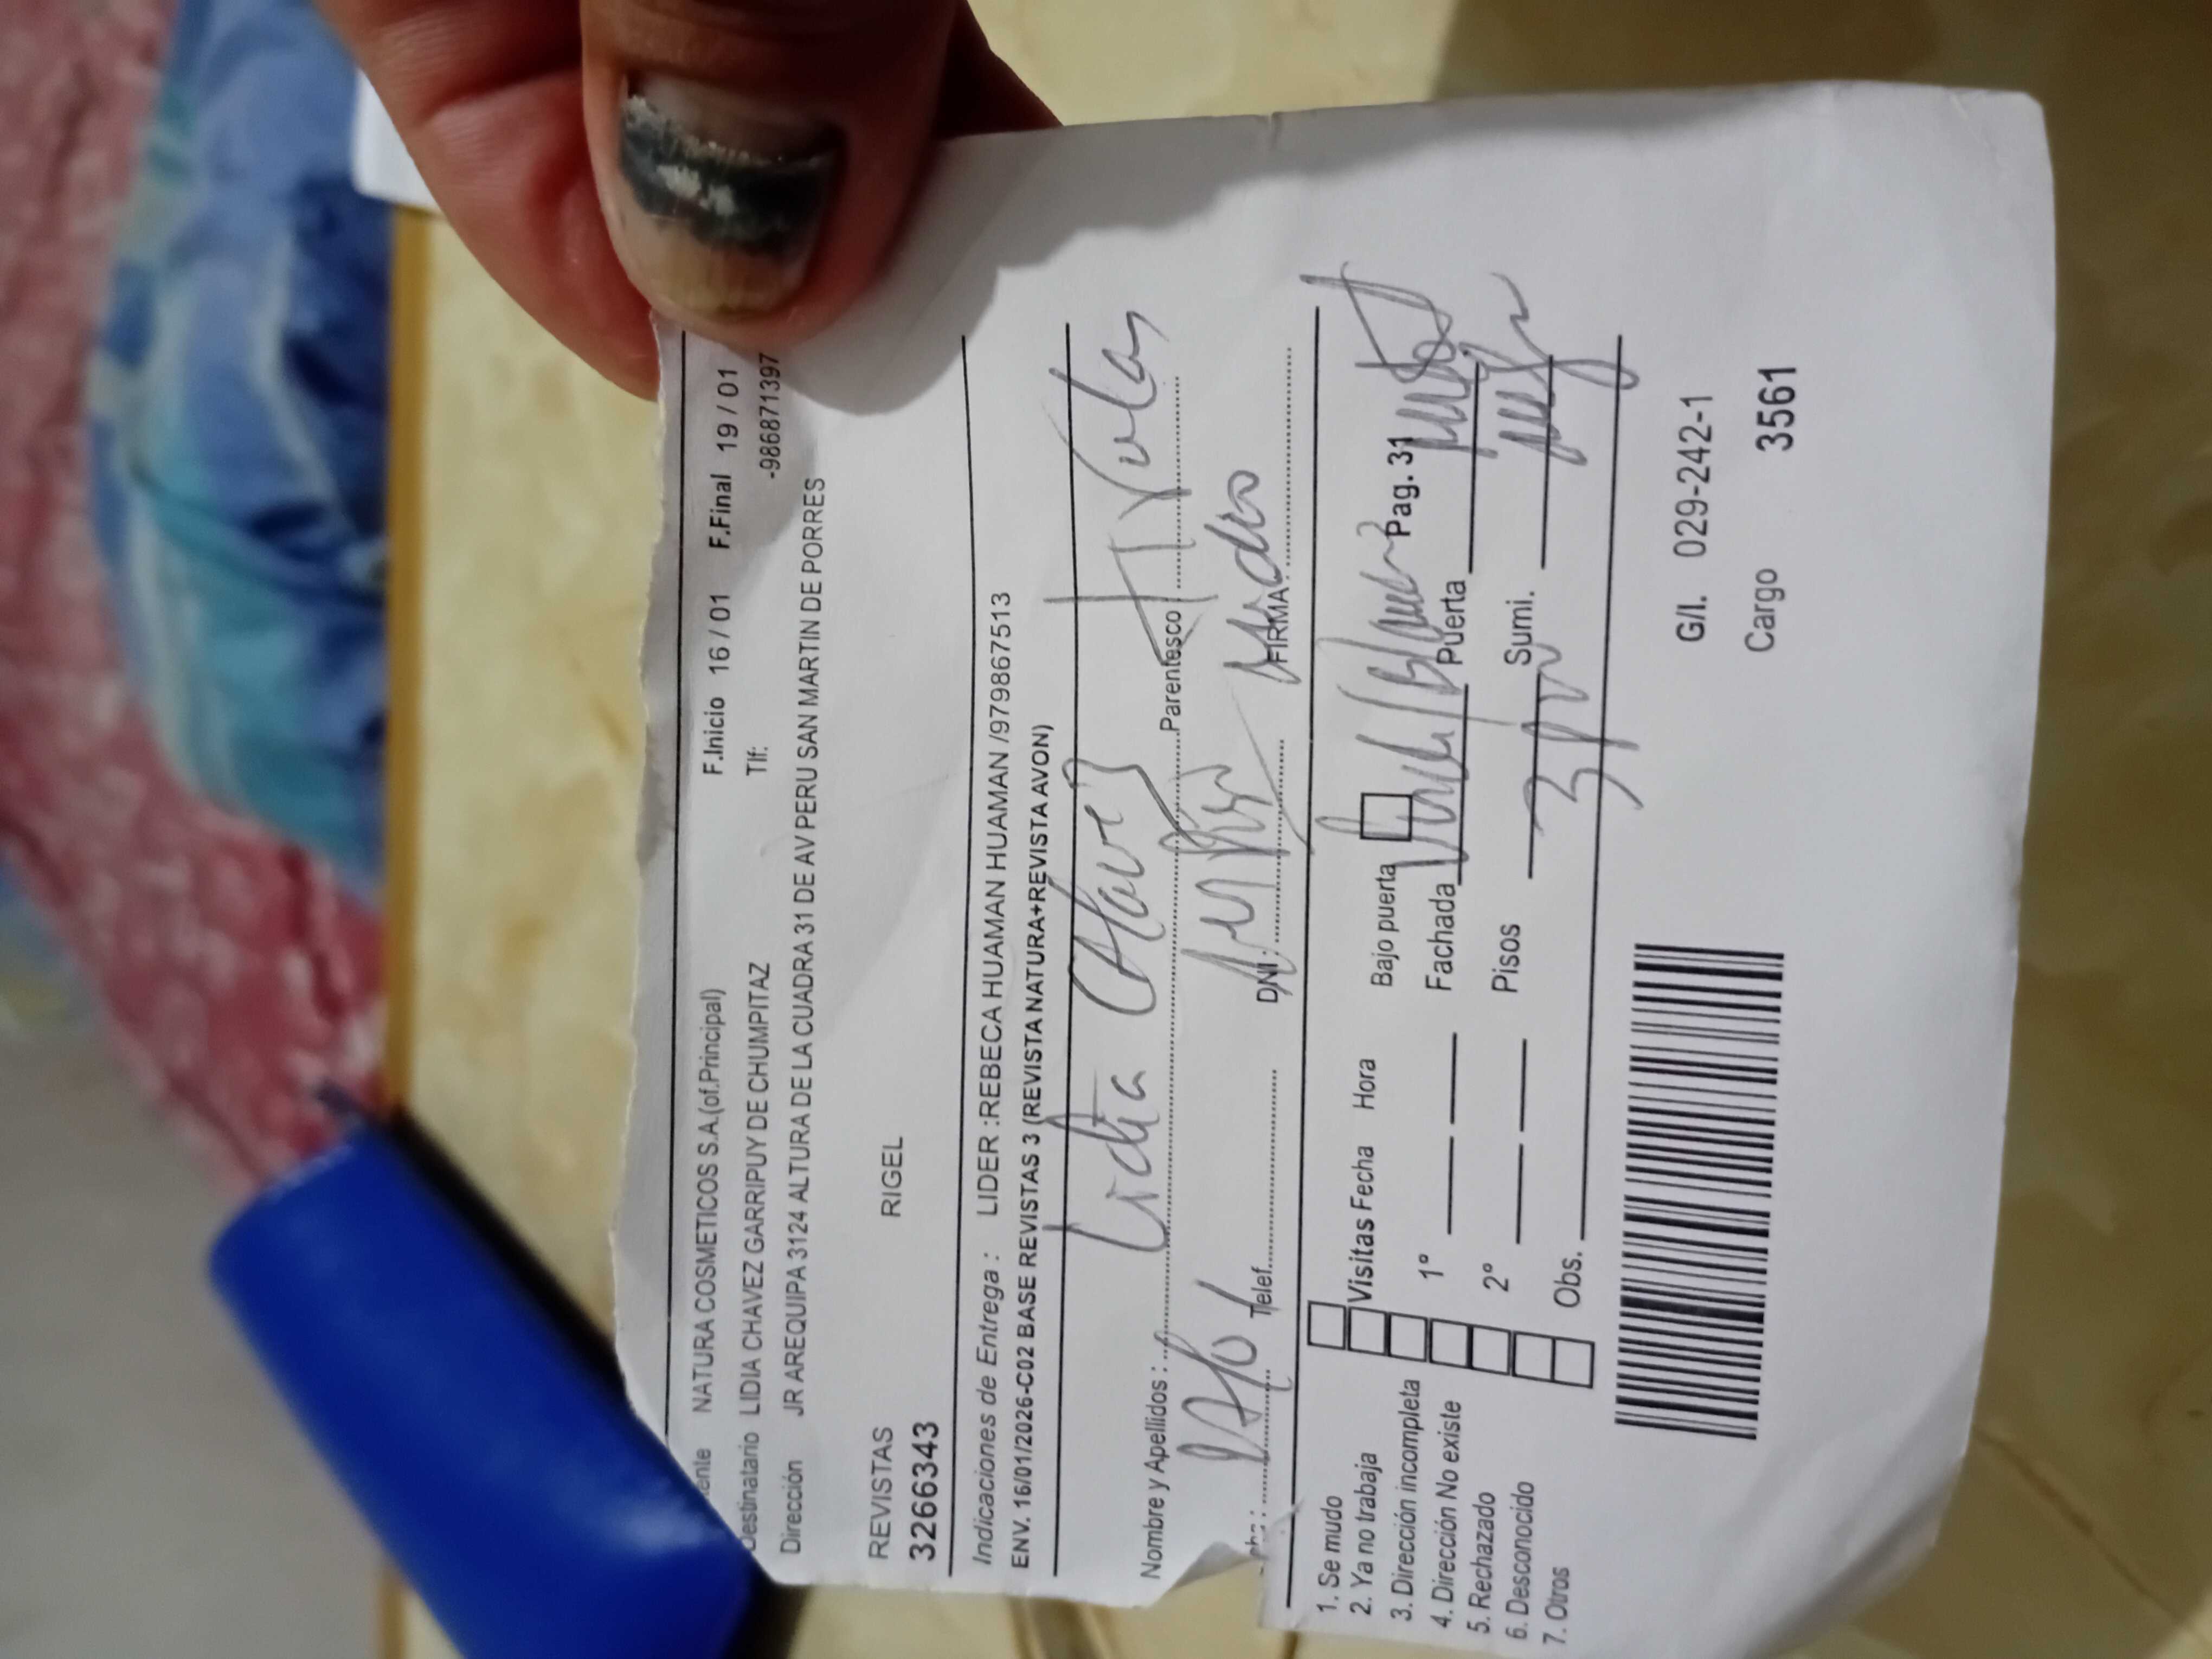 ente NATURA COSMETICOS S.A.(of.Principal) F.Inicio 16 / 01 F.Final 19 / 01
Destinatario LIDIA CHAVEZ GARRIPUY DE CHUMPITAZ Tlf: -986871397
Dirección JR AREQUIPA 3124 ALTURA DE LA CUADRA 31 DE AV PERU SAN MARTIN DE PORRES
REVISTAS RIGEL
3266343
Indicaciones de Entrega : LIDER :REBECA HUAMAN HUAMAN /979867513
ENV. 16/01/2026-C02 BASE REVISTAS 3 (REVISTA NATURA+REVISTA AVON)
Nombre y Apellidos : Lidia Chavez Parentesco
Telef. DNI : FIRMA :
1. Se mudo
2. Ya no trabaja
3. Dirección incompleta
4. Dirección No existe
5. Rechazado
6. Desconocido
7. Otros
Visitas Fecha Hora Bajo puerta Pag. 31
1º Fachada Puerta
2º Pisos 3 Sumi.
Obs.
G/l. 029-242-1
Cargo 3561